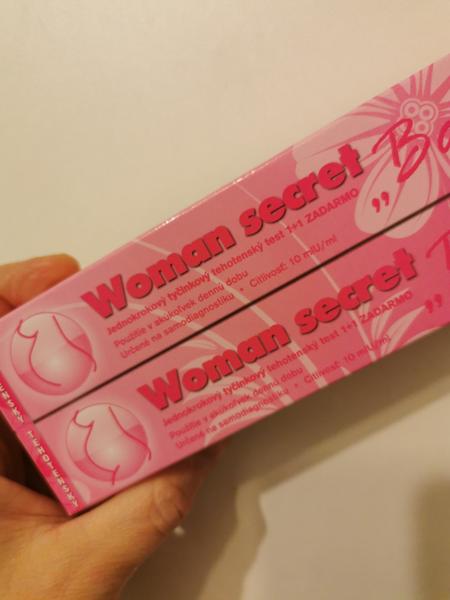 Woman secret
Jednokrokový tyčinkový tehotenský test 1+1 ZADARMO
Použitie v akúkoľvek dennú dobu
Určené na samodiagnostiku • Citlivosť: 10 mIU/ml
Woman secret
Jednokrokový tyčinkový tehotenský test 1+1 ZADARMO
Použitie v akúkoľvek dennú dobu
Určené na samodiagnostiku • Citlivosť: 10 mIU/ml
TEHOTENSKÝ